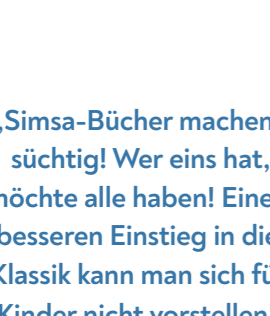 „Simsa-Bücher machen
süchtig! Wer eins hat,
möchte alle haben! Eine
besseren Einstieg in die
Klassik kann man sich fü
Kinder nicht vorstellen